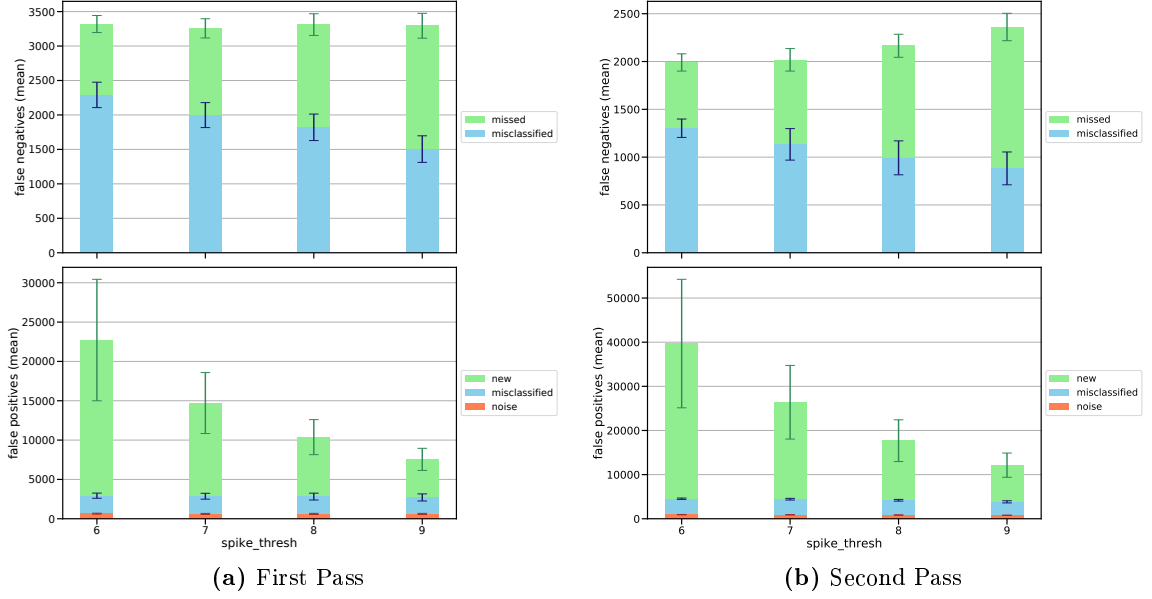 false negatives (mean)
3500
3000
2500
2000
1500
1000
500
0
missed
misclassified
false positives (mean)
30000
25000
20000
15000
10000
5000
0
new
misclassified
noise
6 7 8 9
spike_thresh
(a) First Pass
false negatives (mean)
2500
2000
1500
1000
500
0
missed
misclassified
false positives (mean)
50000
40000
30000
20000
10000
0
new
misclassified
noise
6 7 8 9
spike_thresh
(b) Second Pass